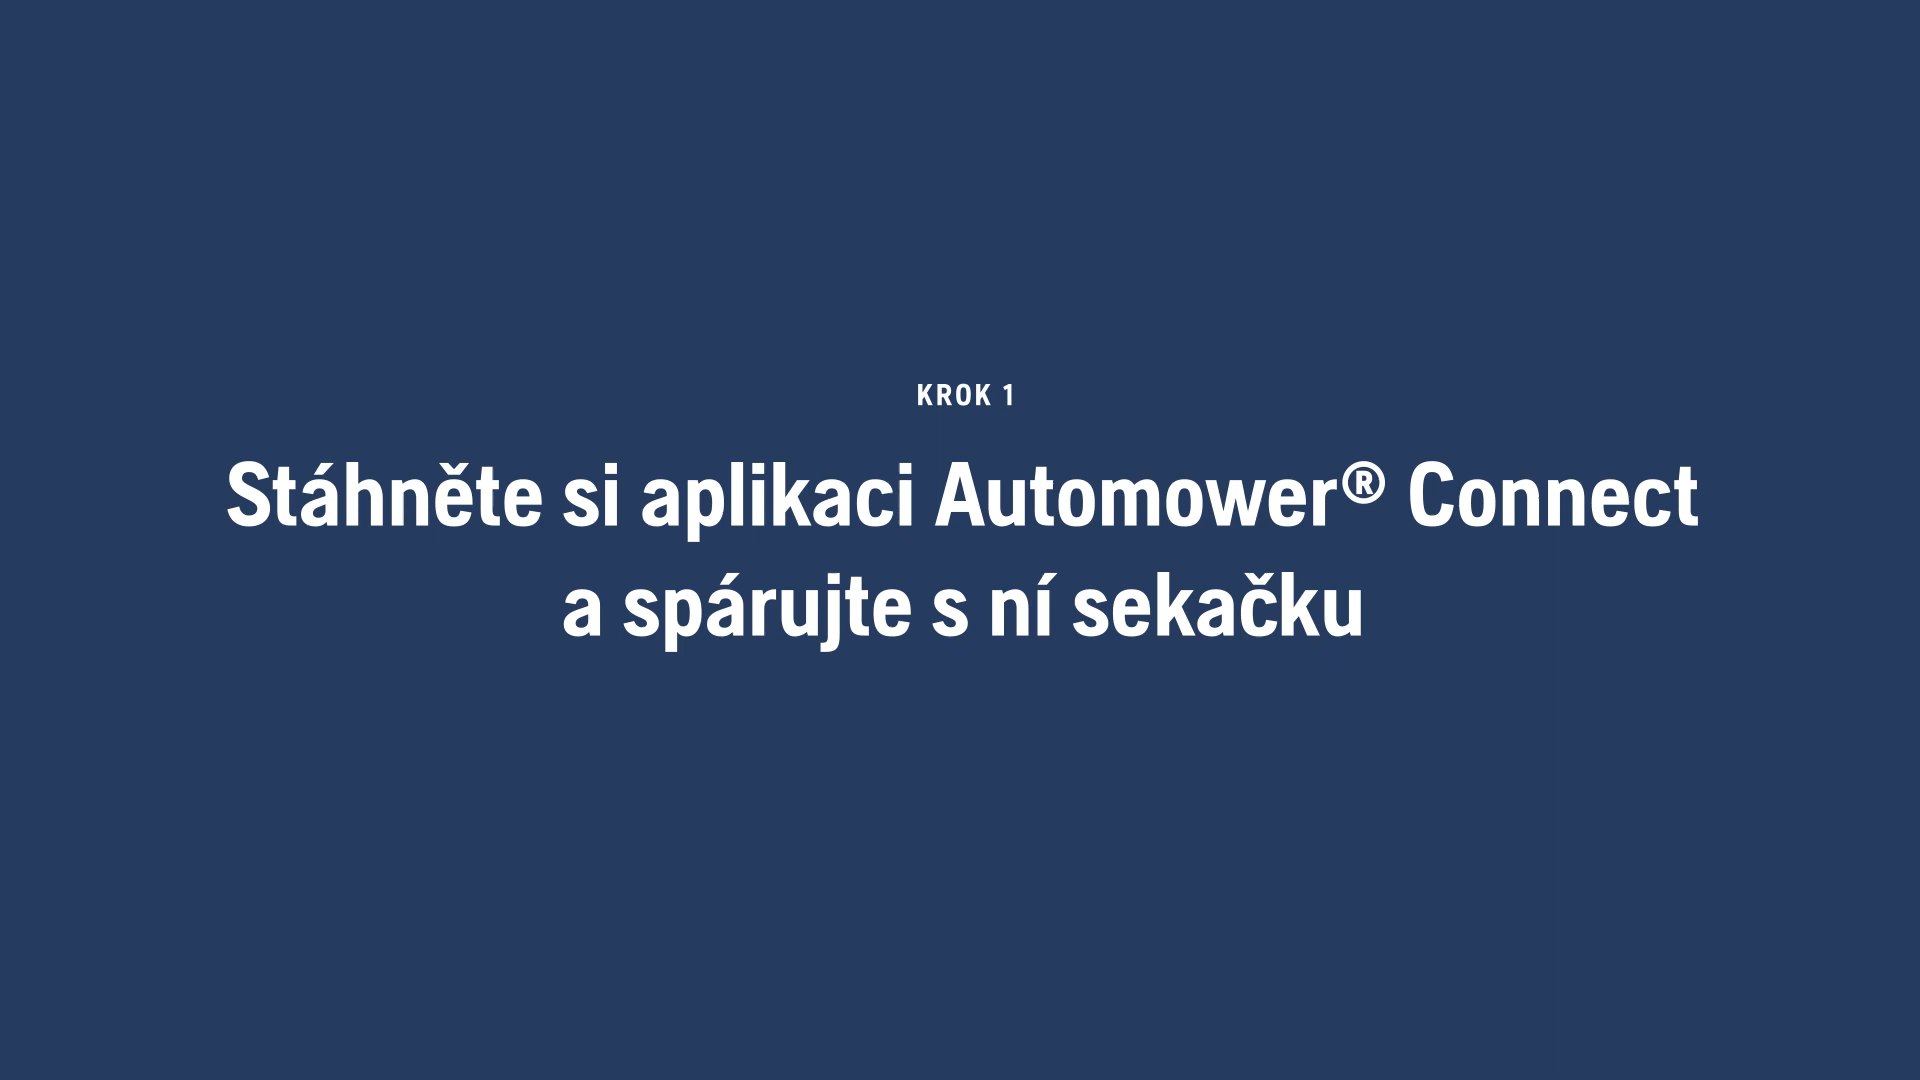 KROK 1
Stáhněte si aplikaci Automower® Connect
a spárujte s ní sekačku